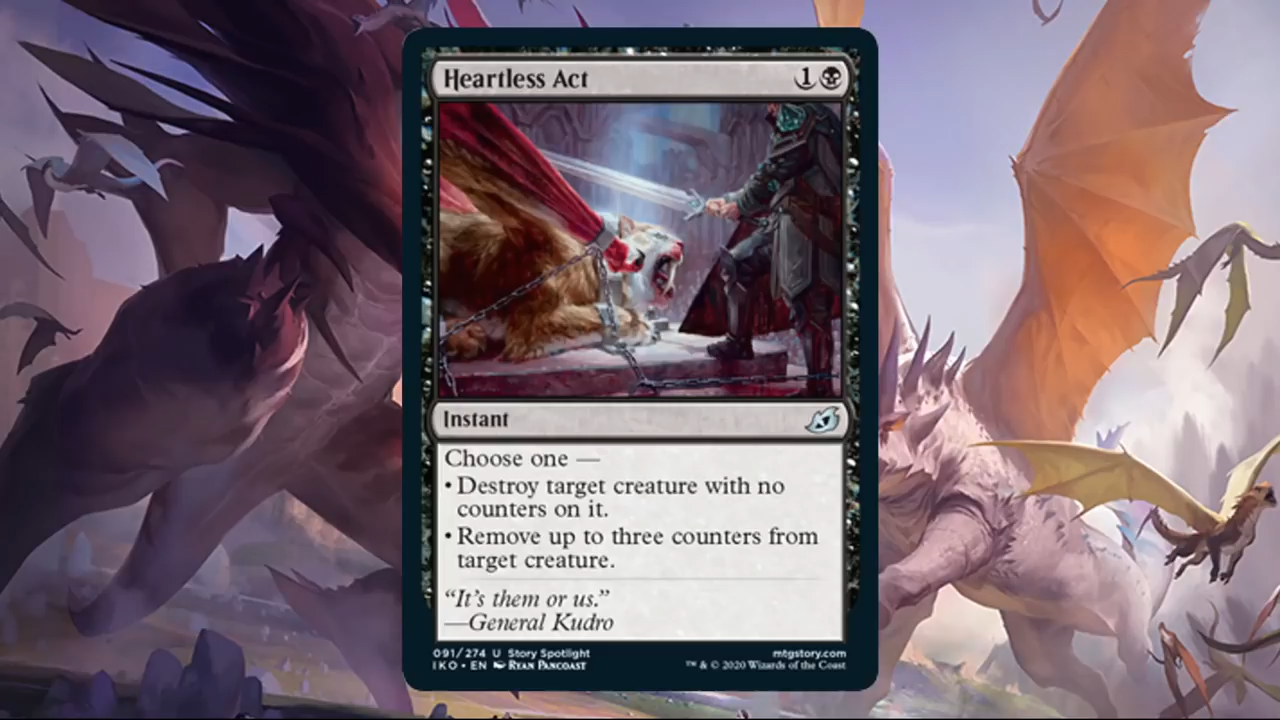 Heartless Act 1
Instant
Choose one —
• Destroy target creature with no
counters on it.
• Remove up to three counters from
target creature.
“It’s them or us.”
—General Kudro
091/274 U Story Spotlight
IKO • EN Ryan Pancoast
mtgstory.com
™ & © 2020 Wizards of the Coast